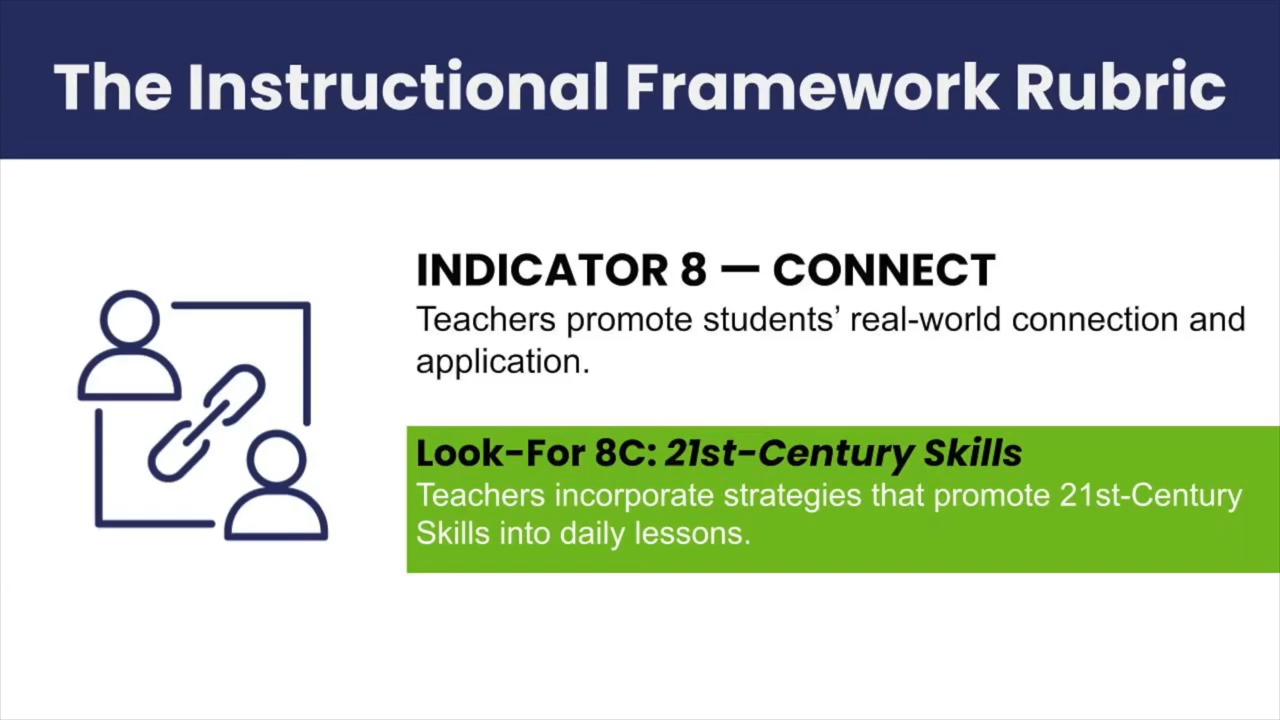 The Instructional Framework Rubric
INDICATOR 8 — CONNECT
Teachers promote students’ real-world connection and
application.
Look-For 8C: 21st-Century Skills
Teachers incorporate strategies that promote 21st-Century
Skills into daily lessons.